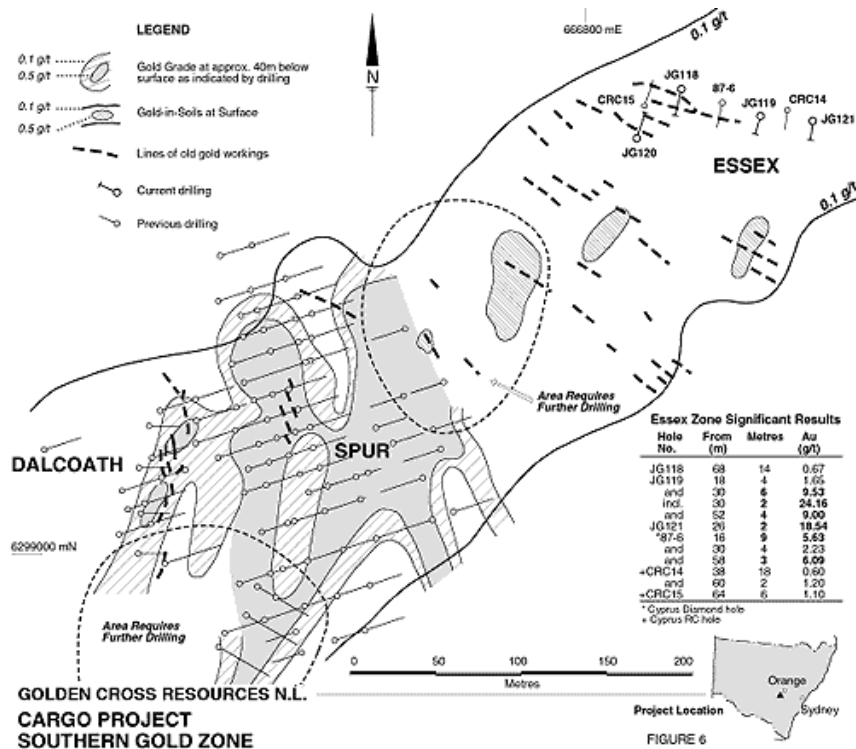 LEGEND
0.1 g/t
0.5 g/t
Gold Grade at approx. 40m below
surface as indicated by drilling
0.1 g/t
0.5 g/t
Gold-in-Soils at Surface
Lines of old gold workings
Current drilling
Previous drilling
N
666800 mE
0.1 g/t
JG118
CRC15
87-6
JG119
CRC14
JG121
JG120
ESSEX
0.1 g/t
Area Requires
Further Drilling
DALCOATH
SPUR
6299000 mN
Area Requires
Further Drilling
Essex Zone Significant Results
Hole No. From (m) Metres Au (g/t)
JG118 68 14 0.67
JG119 18 4 1.65
and 30 6 9.53
incl. 30 2 24.16
and 52 4 9.00
JG121 26 2 18.54
*87-6 16 9 5.63
and 30 4 2.23
and 58 3 6.09
+CRC14 38 18 0.60
and 60 2 1.20
+CRC15 64 6 1.10
* Cyprus Diamond hole
+ Cyprus RC hole
0 50 100 150 200
Metres
GOLDEN CROSS RESOURCES N.L.
CARGO PROJECT
SOUTHERN GOLD ZONE
Project Location
Orange
Sydney
FIGURE 6